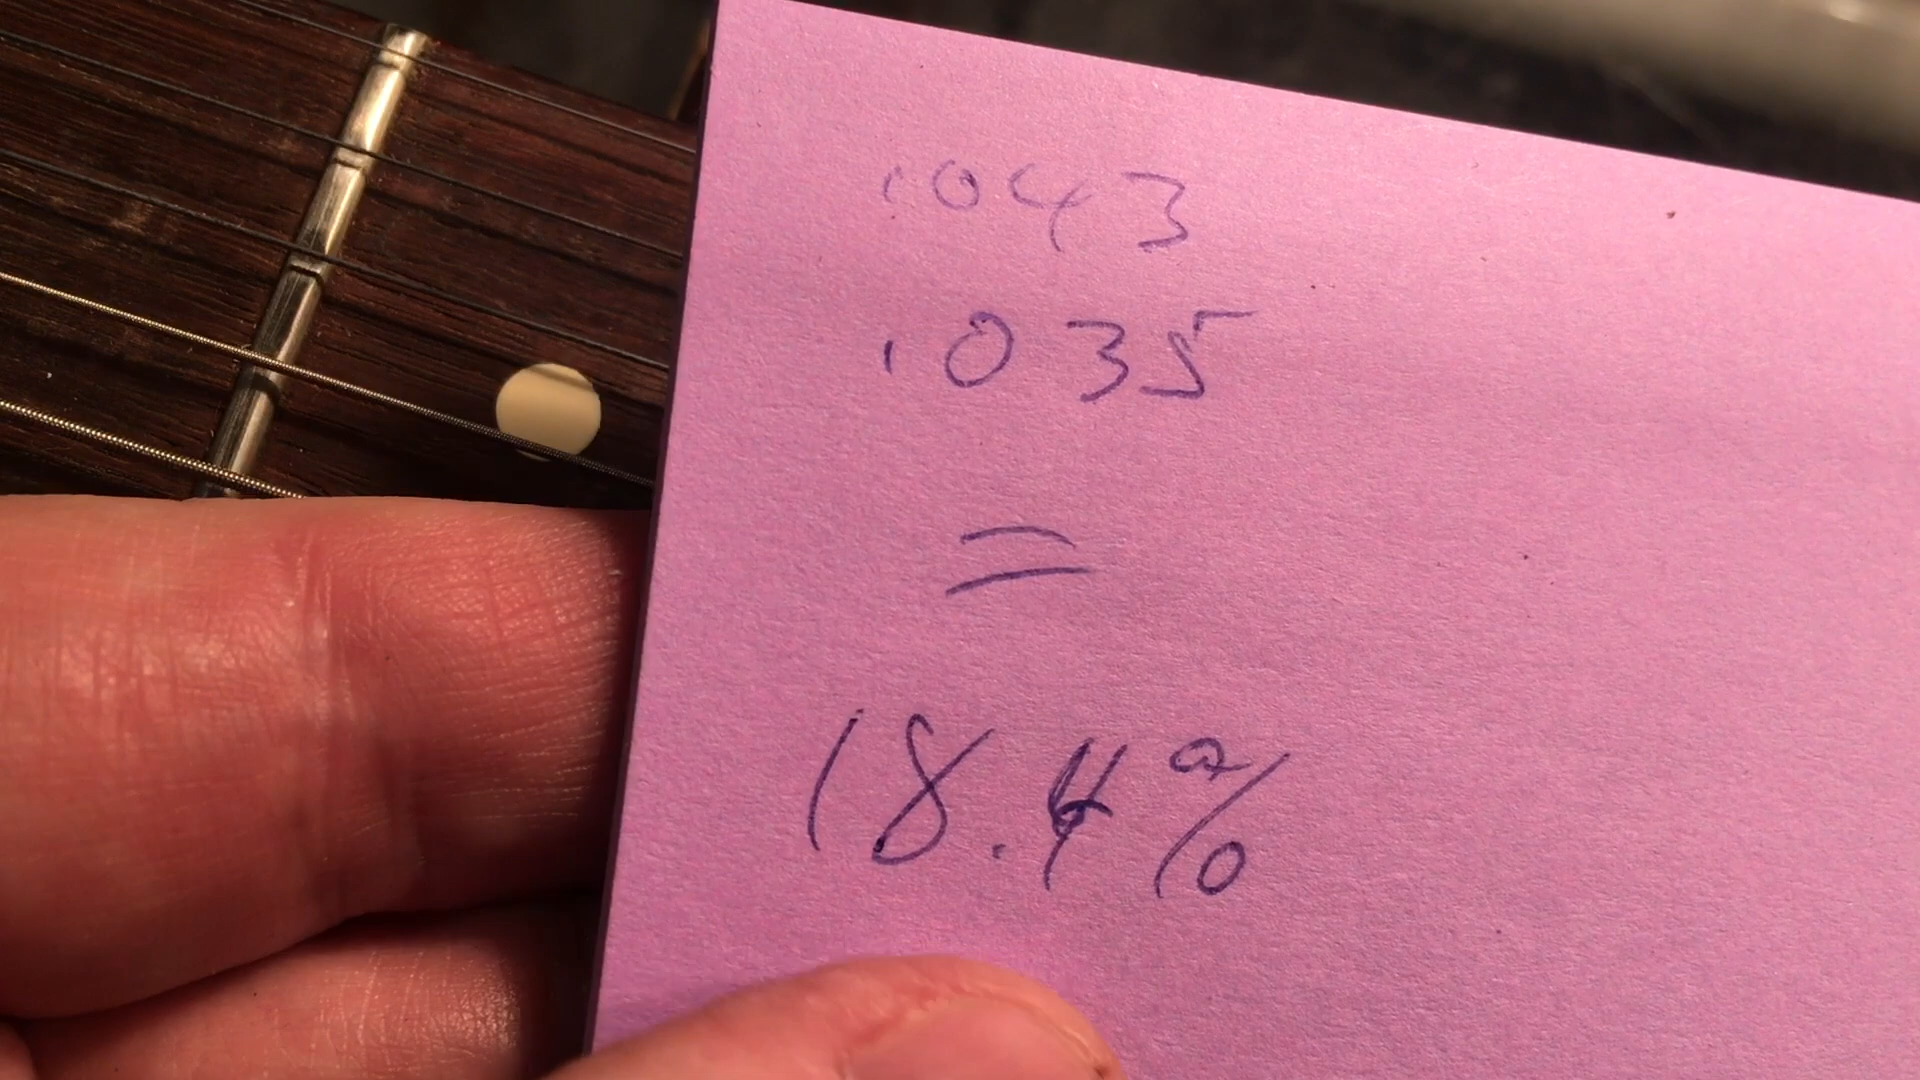 .043
.035
=
18.4%